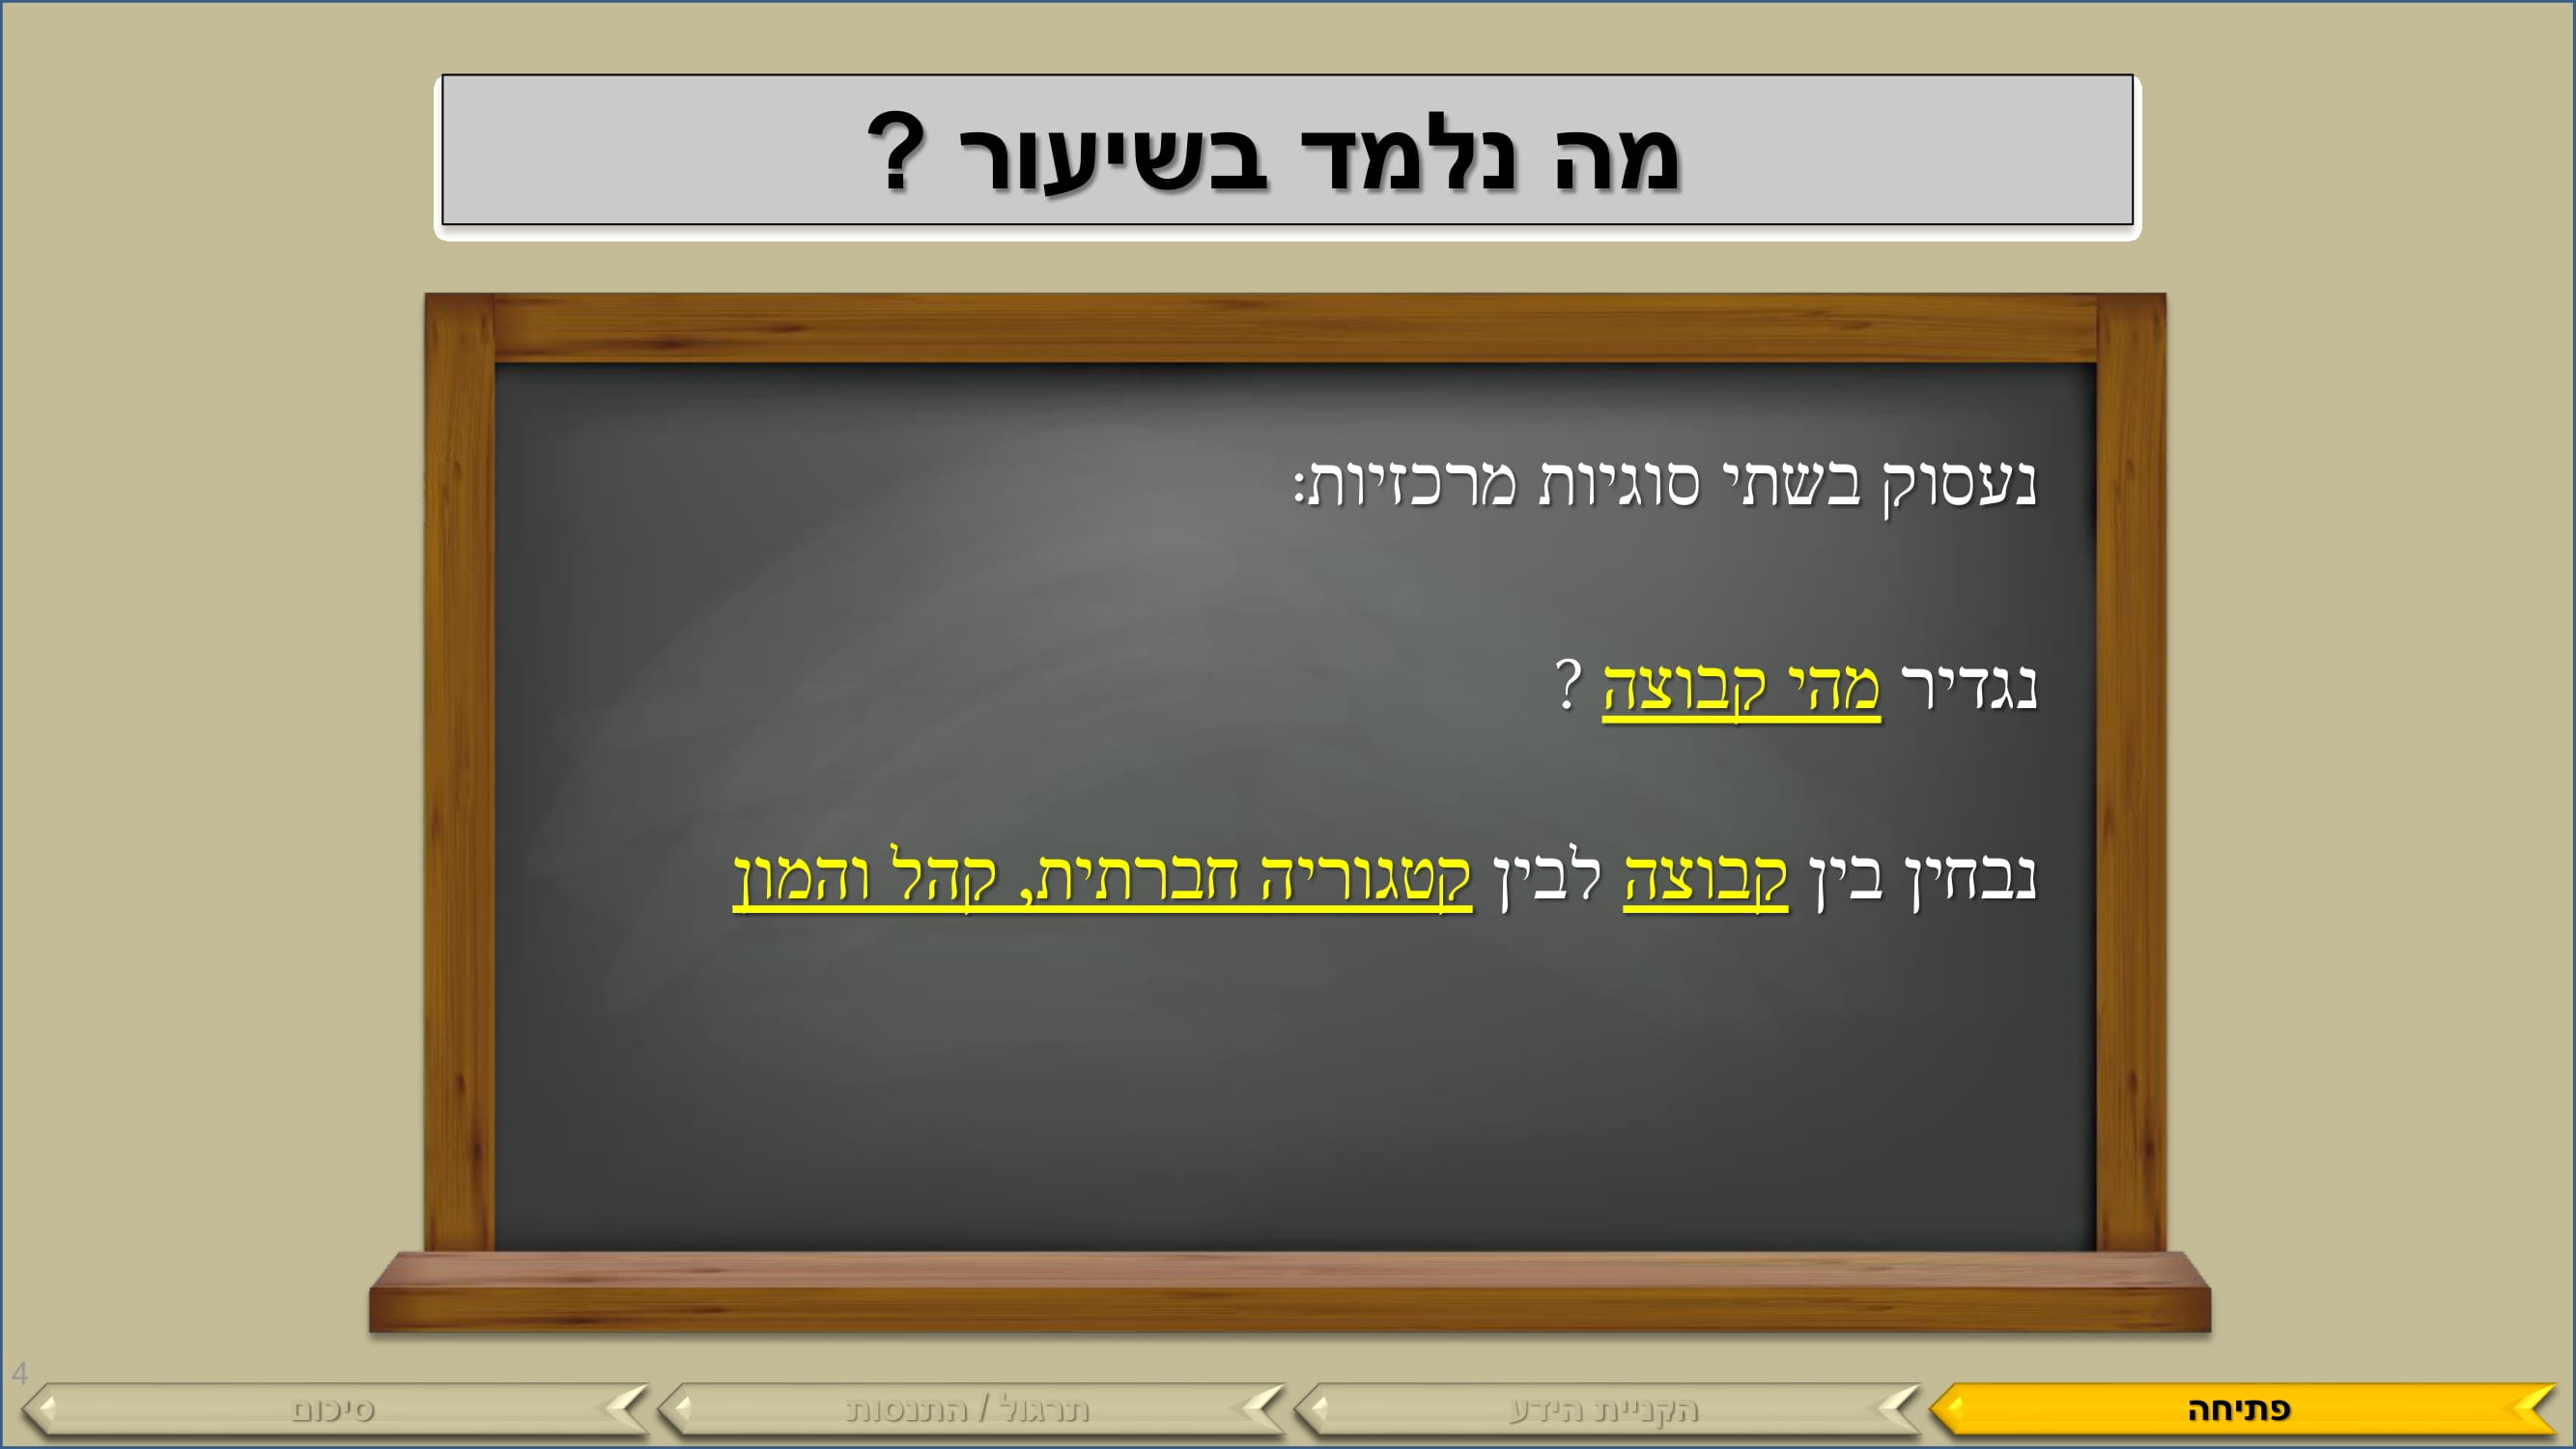 מה נלמד בשיעור ?
נעסוק בשתי סוגיות מרכזיות:
נגדיר מהי קבוצה ?
נבחין בין קבוצה לבין קטגוריה חברתית, קהל והמון
4
פתיחה
הקניית הידע
תרגול / התנסות
סיכום